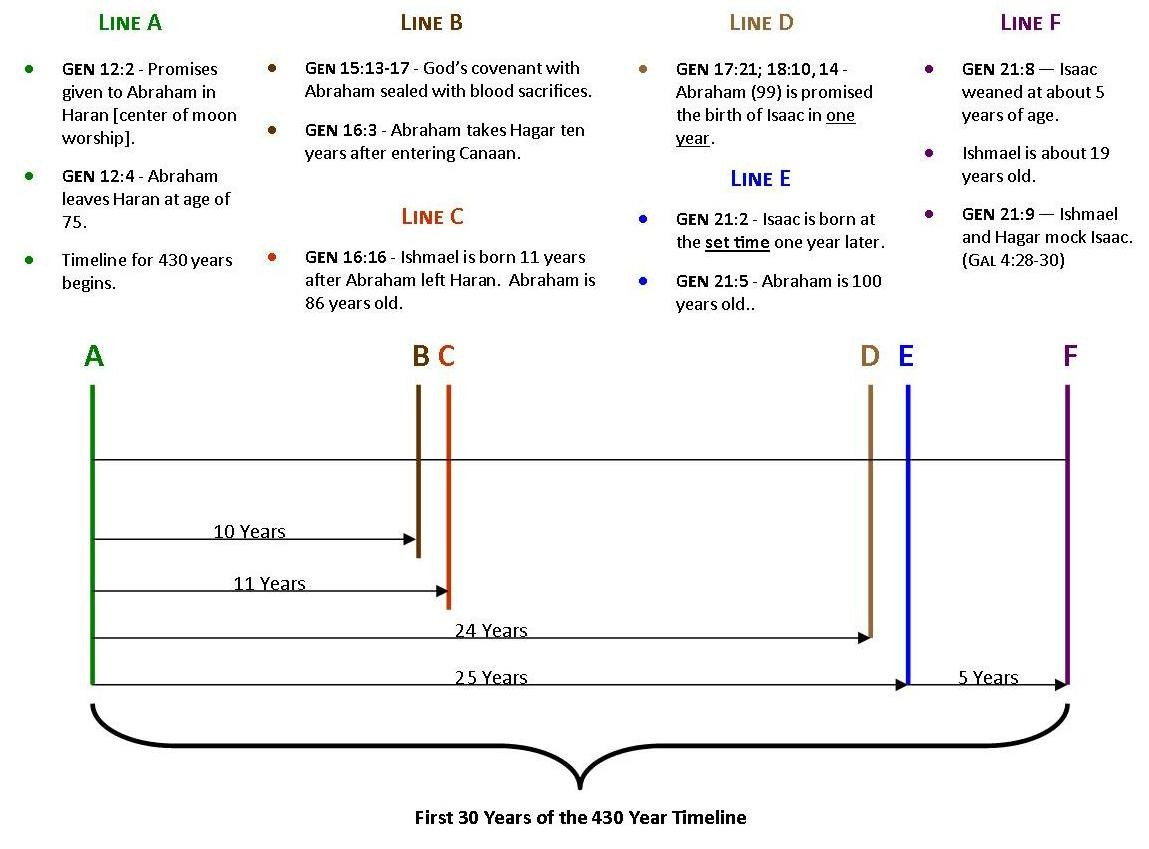 LINE A
• GEN 12:2 - Promises
given to Abraham in
Haran [center of moon
worship].
• GEN 12:4 - Abraham
leaves Haran at age of
75.
• Timeline for 430 years
begins.
LINE B
• GEN 15:13-17 - God’s covenant with
Abraham sealed with blood sacrifices.
• GEN 16:3 - Abraham takes Hagar ten
years after entering Canaan.
LINE C
• GEN 16:16 - Ishmael is born 11 years
after Abraham left Haran.  Abraham is
86 years old.
LINE D
• GEN 17:21; 18:10, 14 -
Abraham (99) is promised
the birth of Isaac in one
year.
LINE E
• GEN 21:2 - Isaac is born at
the set time one year later.
• GEN 21:5 - Abraham is 100
years old..
LINE F
• GEN 21:8 — Isaac
weaned at about 5
years of age.
• Ishmael is about 19
years old.
• GEN 21:9 — Ishmael
and Hagar mock Isaac.
(GAL 4:28-30)
A B C D E F
10 Years
11 Years
24 Years
25 Years 5 Years
First 30 Years of the 430 Year Timeline